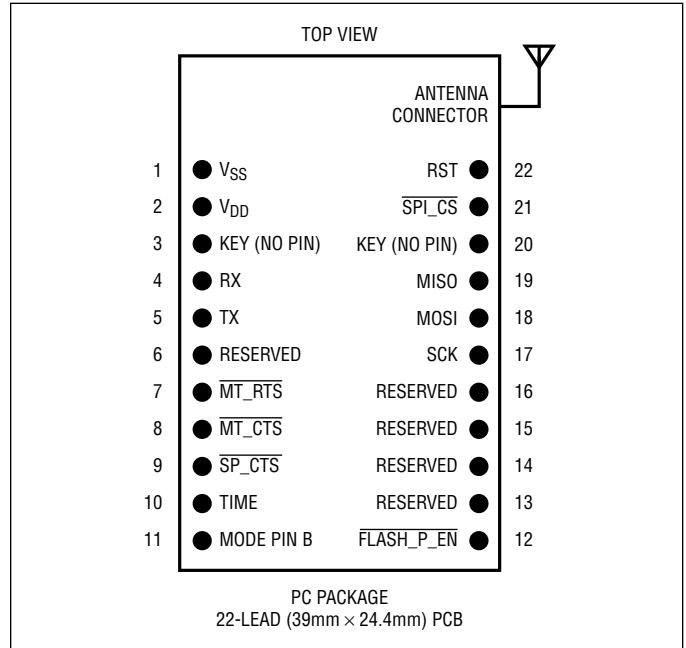 TOP VIEW
ANTENNA
CONNECTOR
1 VSS RST 22
2 VDD SPI_CS 21
3 KEY (NO PIN) KEY (NO PIN) 20
4 RX MISO 19
5 TX MOSI 18
6 RESERVED SCK 17
7 MT_RTS RESERVED 16
8 MT_CTS RESERVED 15
9 SP_CTS RESERVED 14
10 TIME RESERVED 13
11 MODE PIN B FLASH_P_EN 12
PC PACKAGE
22-LEAD (39mm × 24.4mm) PCB